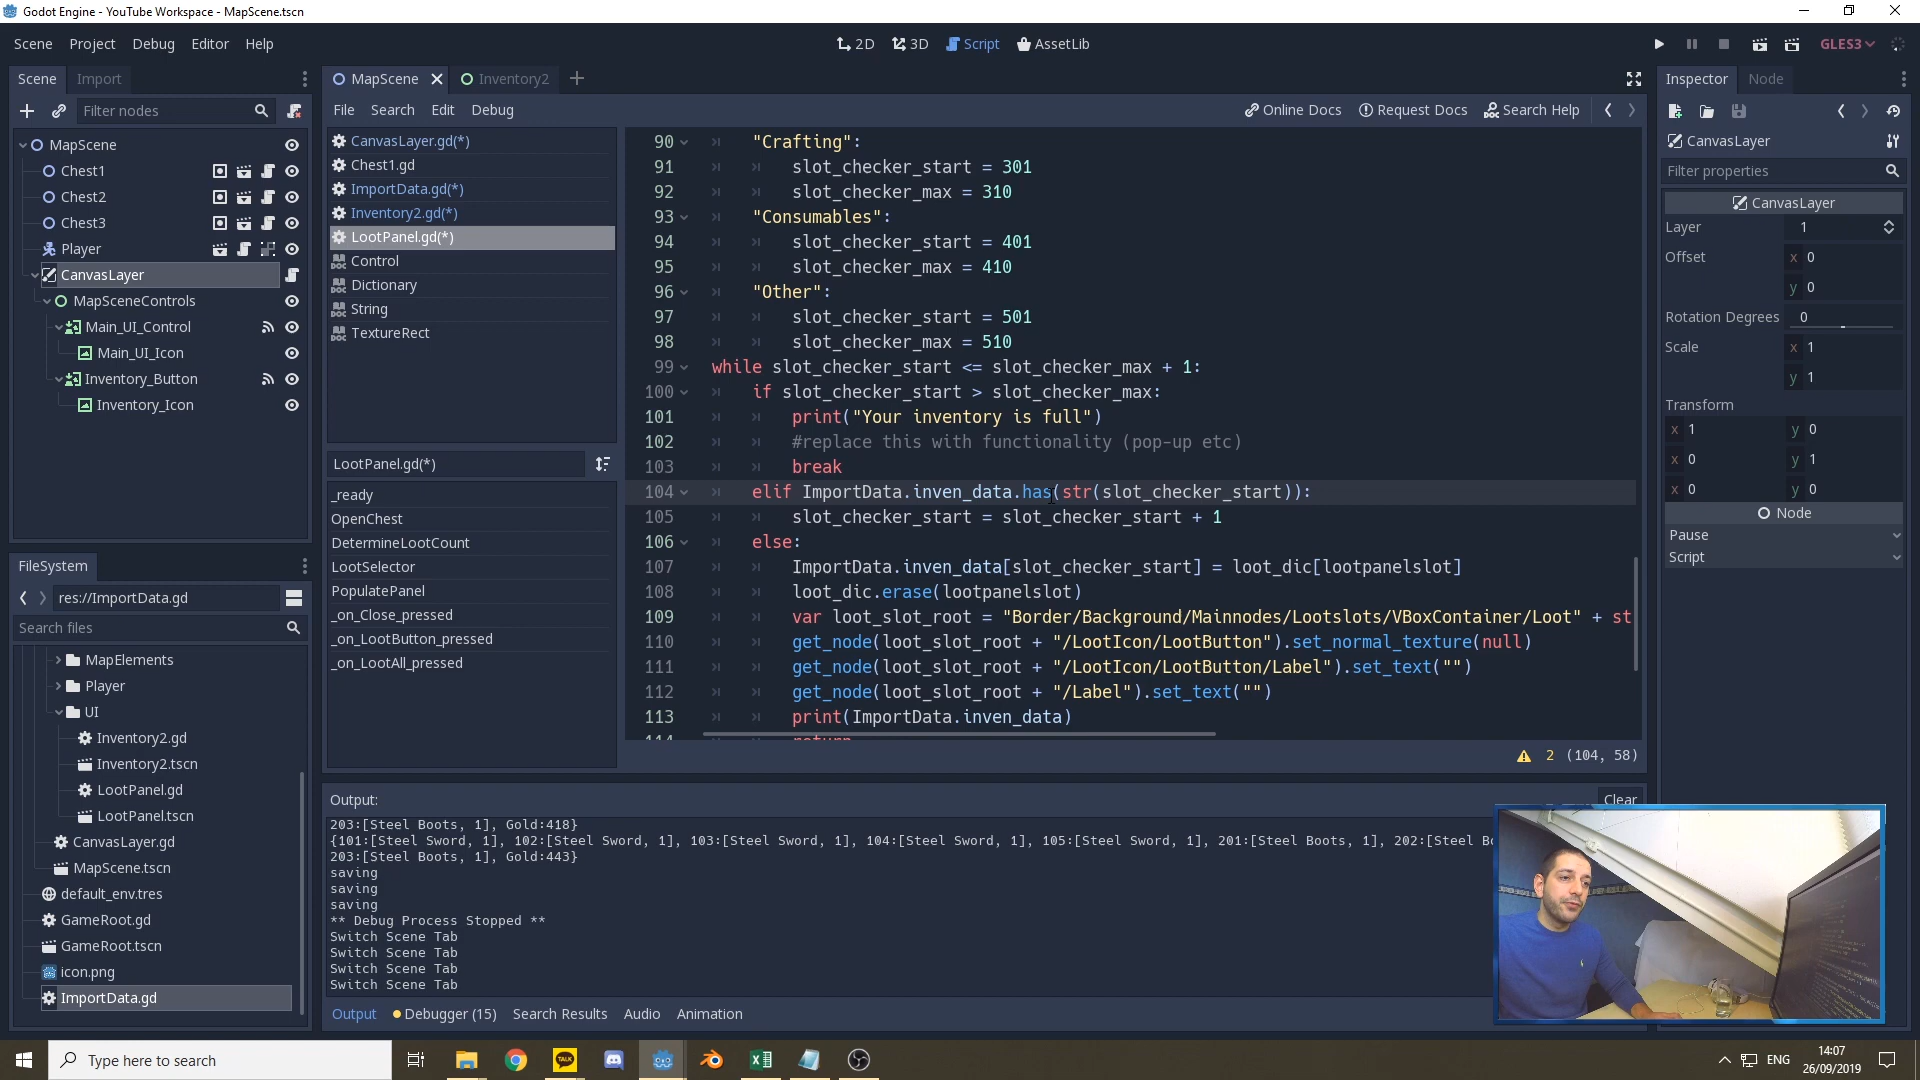 Godot Engine - YouTube Workspace - MapScene.tscn
Scene Project Debug Editor Help
2D 3D Script AssetLib
GLES3
Scene Import
Filter nodes
MapScene
Chest1
Chest2
Chest3
Player
CanvasLayer
MapSceneControls
Main_UI_Control
Main_UI_Icon
Inventory_Button
Inventory_Icon
FileSystem
res://ImportData.gd
Search files
MapElements
Player
UI
Inventory2.gd
Inventory2.tscn
LootPanel.gd
LootPanel.tscn
CanvasLayer.gd
MapScene.tscn
default_env.tres
GameRoot.gd
GameRoot.tscn
icon.png
ImportData.gd
MapScene Inventory2
File Search Edit Debug
Online Docs Request Docs Search Help
CanvasLayer.gd(*)
Chest1.gd
ImportData.gd(*)
Inventory2.gd(*)
LootPanel.gd(*)
Control
Dictionary
String
TextureRect
LootPanel.gd(*)
_ready
OpenChest
DetermineLootCount
LootSelector
PopulatePanel
_on_Close_pressed
_on_LootButton_pressed
_on_LootAll_pressed
90 "Crafting":
91 slot_checker_start = 301
92 slot_checker_max = 310
93 "Consumables":
94 slot_checker_start = 401
95 slot_checker_max = 410
96 "Other":
97 slot_checker_start = 501
98 slot_checker_max = 510
99 while slot_checker_start <= slot_checker_max + 1:
100 if slot_checker_start > slot_checker_max:
101 print("Your inventory is full")
102 #replace this with functionality (pop-up etc)
103 break
104 elif ImportData.inven_data.has(str(slot_checker_start)):
105 slot_checker_start = slot_checker_start + 1
106 else:
107 ImportData.inven_data[slot_checker_start] = loot_dic[lootpanelslot]
108 loot_dic.erase(lootpanelslot)
109 var loot_slot_root = "Border/Background/Mainnodes/Lootslots/VBoxContainer/Loot" + st
110 get_node(loot_slot_root + "/LootIcon/LootButton").set_normal_texture(null)
111 get_node(loot_slot_root + "/LootIcon/LootButton/Label").set_text("")
112 get_node(loot_slot_root + "/Label").set_text("")
113 print(ImportData.inven_data)
114 return
2 (104, 58)
Output:
Clear
203:[Steel Boots, 1], Gold:418}
{101:[Steel Sword, 1], 102:[Steel Sword, 1], 103:[Steel Sword, 1], 104:[Steel Sword, 1], 105:[Steel Sword, 1], 201:[Steel Boots, 1], 202:[Steel Bo
203:[Steel Boots, 1], Gold:443}
saving
saving
saving
** Debug Process Stopped **
Switch Scene Tab
Switch Scene Tab
Switch Scene Tab
Switch Scene Tab
Output Debugger (15) Search Results Audio Animation
Inspector Node
CanvasLayer
Filter properties
CanvasLayer
Layer 1
Offset x 0
y 0
Rotation Degrees 0
Scale x 1
y 1
Transform
x 1 y 0
x 0 y 1
x 0 y 0
Node
Pause
Script
Type here to search
TALK
ENG
14:07
26/09/2019